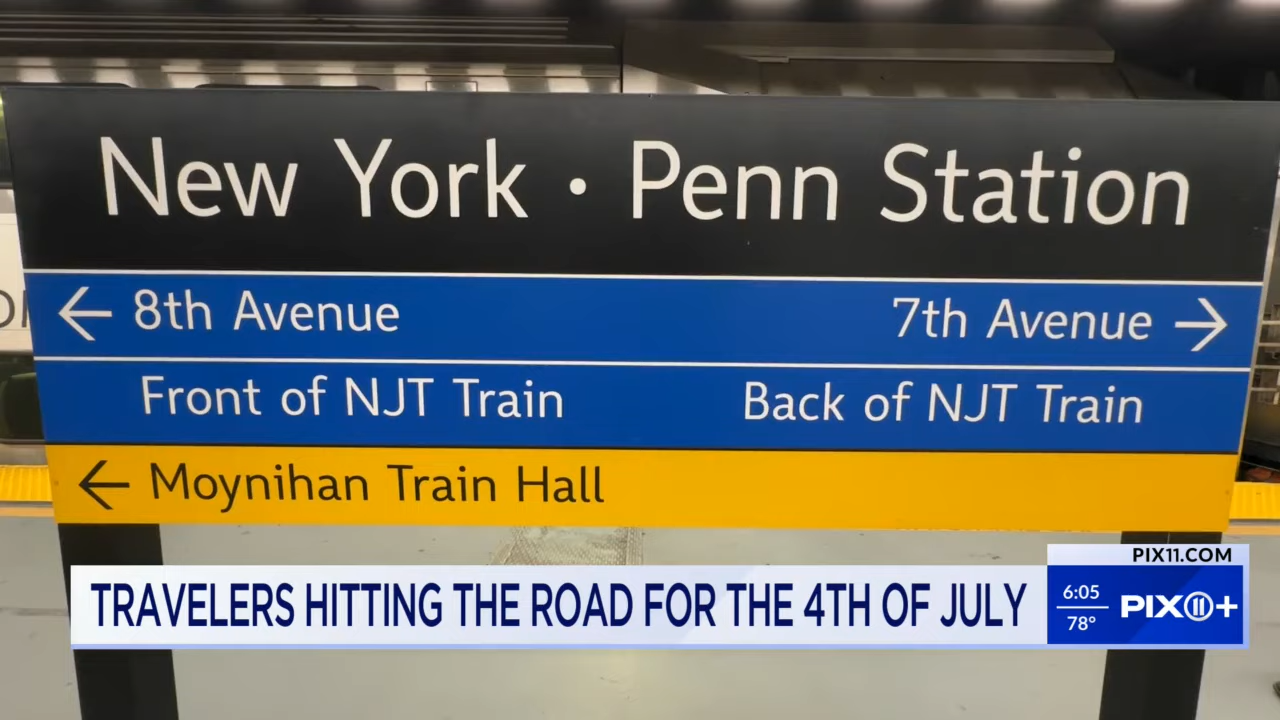 New York · Penn Station
← 8th Avenue 7th Avenue →
Front of NJT Train Back of NJT Train
← Moynihan Train Hall
PIX11.COM
TRAVELERS HITTING THE ROAD FOR THE 4TH OF JULY
6:05
78°
PIX11+